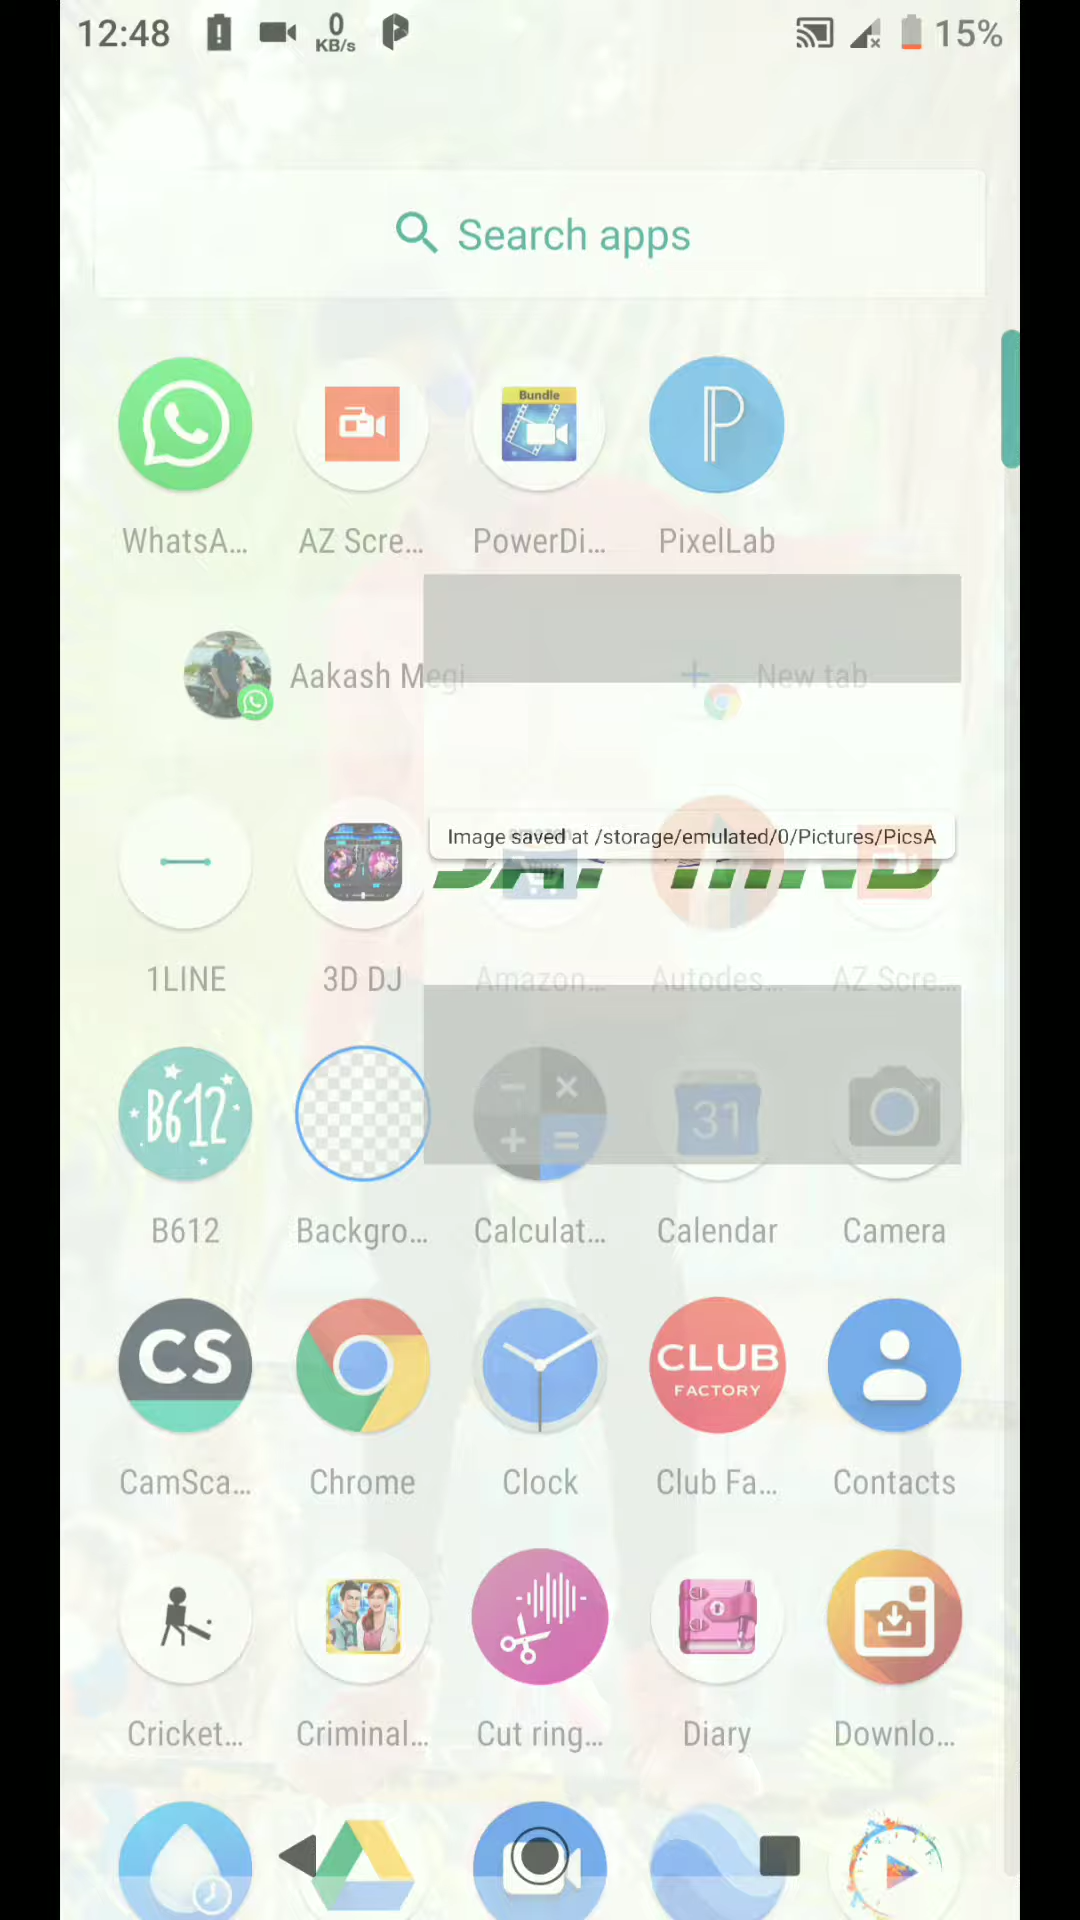 12:48 0 KB/s 15%
Search apps
Bundle
WhatsA... AZ Scre... PowerDi... PixelLab
Aakash Megi New tab
Image saved at /storage/emulated/0/Pictures/PicsA
1LINE 3D DJ Amazon... Autodes... AZ Scre...
B612 31
B612 Backgro... Calculat... Calendar Camera
CS CLUB FACTORY
CamSca... Chrome Clock Club Fa... Contacts
Cricket... Criminal... Cut ring... Diary Downlo...